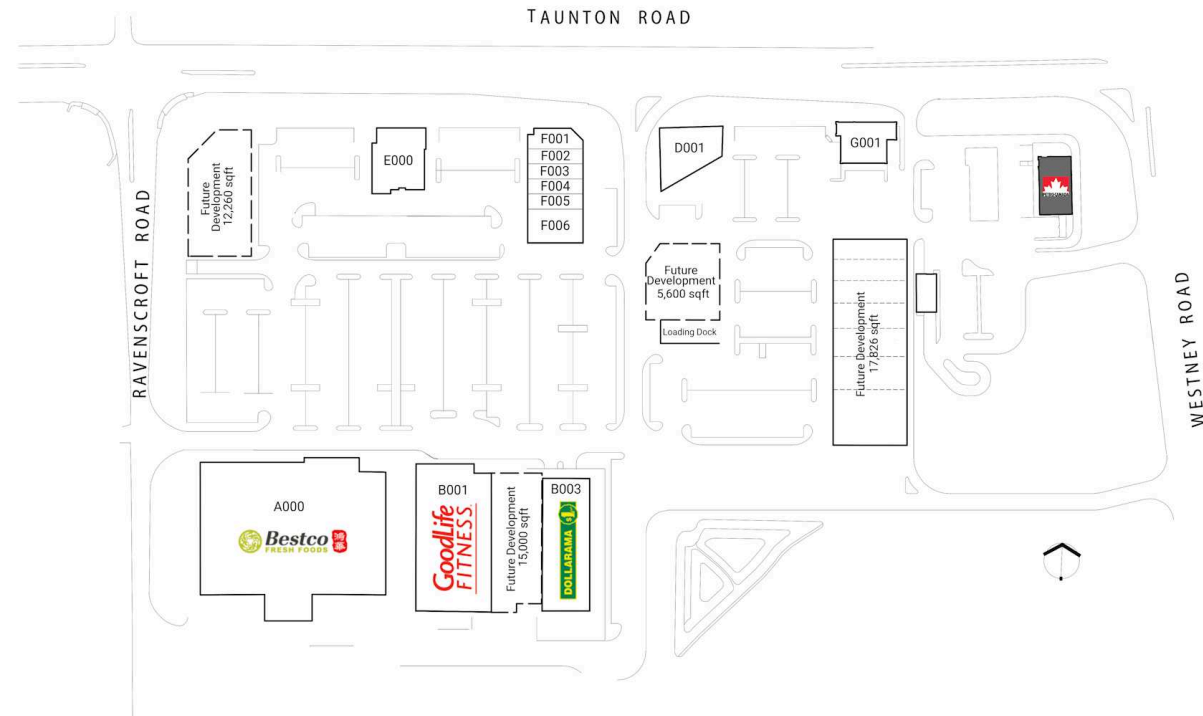 TAUNTON ROAD
RAVENSCROFT ROAD
WESTNEY ROAD
Future
Development
12,260 sqft
E000
F001
F002
F003
F004
F005
F006
D001
G001
Future
Development
5,600 sqft
Loading Dock
Future Development
17,826 sqft
A000
Bestco
FRESH FOODS
B001
GoodLife
FITNESS
Future Development
15,000 sqft
B003
DOLLARAMA